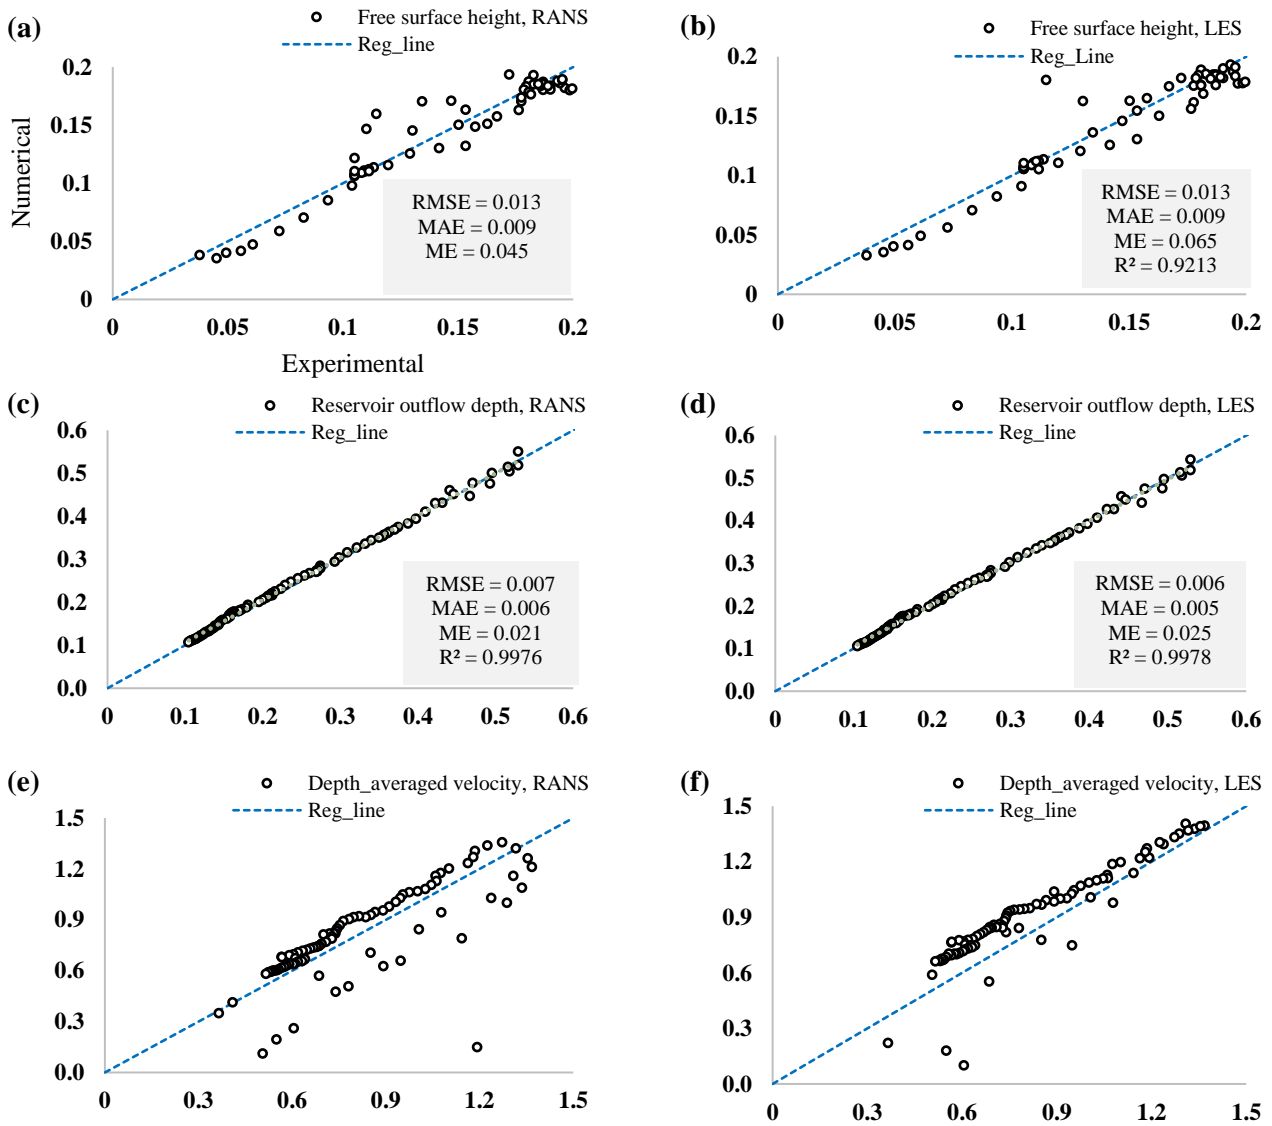 (a)
Free surface height, RANS
Reg_line
0.2
0.15
0.1
0.05
0
Numerical
RMSE = 0.013
MAE = 0.009
ME = 0.045
0 0.05 0.1 0.15 0.2
Experimental
(b)
Free surface height, LES
Reg_Line
0.2
0.15
0.1
0.05
0
RMSE = 0.013
MAE = 0.009
ME = 0.065
R² = 0.9213
0 0.05 0.1 0.15 0.2
(c)
Reservoir outflow depth, RANS
Reg_line
0.6
0.5
0.4
0.3
0.2
0.1
0.0
RMSE = 0.007
MAE = 0.006
ME = 0.021
R² = 0.9976
0 0.1 0.2 0.3 0.4 0.5 0.6
(d)
Reservoir outflow depth, LES
Reg_line
0.6
0.5
0.4
0.3
0.2
0.1
0.0
RMSE = 0.006
MAE = 0.005
ME = 0.025
R² = 0.9978
0 0.1 0.2 0.3 0.4 0.5 0.6
(e)
Depth_averaged velocity, RANS
Reg_line
1.5
1.2
0.9
0.6
0.3
0.0
0 0.3 0.6 0.9 1.2 1.5
(f)
Depth_averaged velocity, LES
Reg_line
1.5
1.2
0.9
0.6
0.3
0.0
0 0.3 0.6 0.9 1.2 1.5